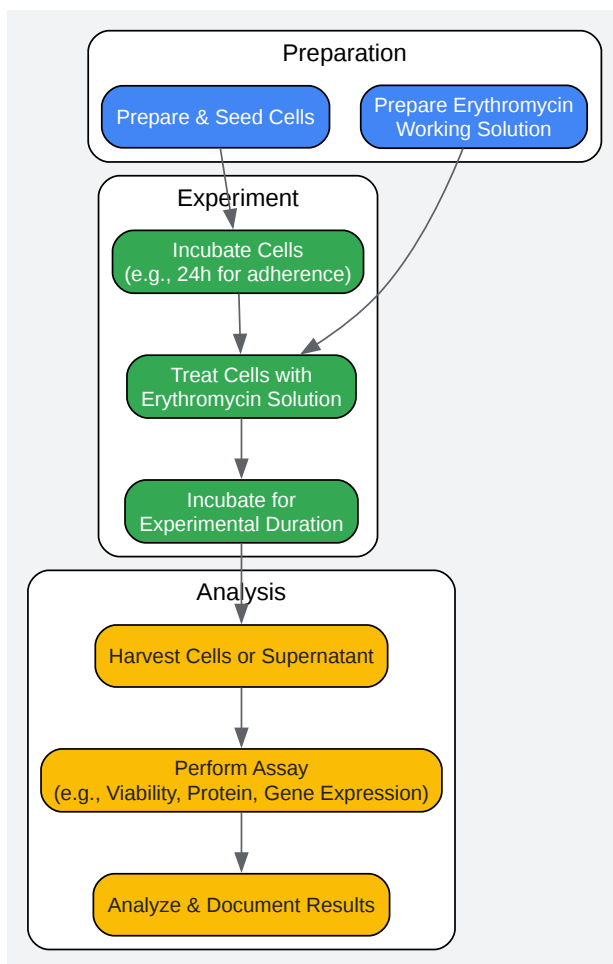 Preparation
Prepare & Seed Cells
Prepare Erythromycin
Working Solution
Experiment
Incubate Cells
(e.g., 24h for adherence)
Treat Cells with
Erythromycin Solution
Incubate for
Experimental Duration
Analysis
Harvest Cells or Supernatant
Perform Assay
(e.g., Viability, Protein, Gene Expression)
Analyze & Document Results